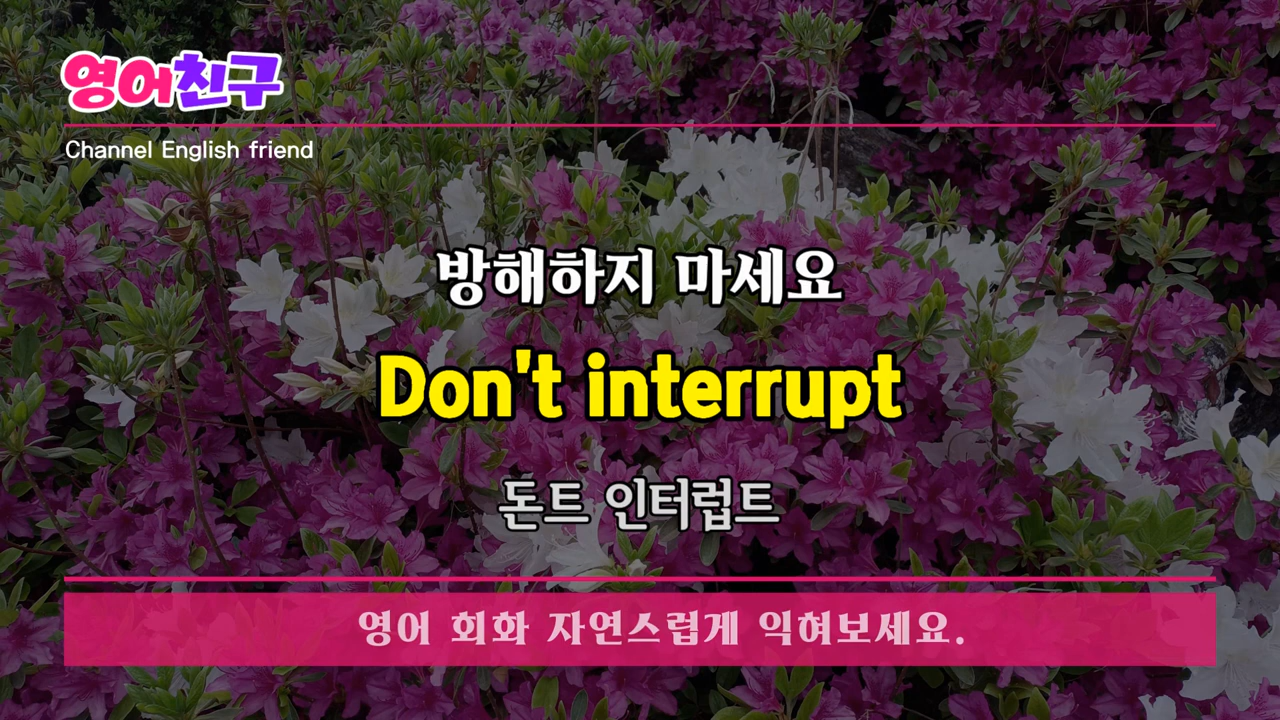 영어친구
Channel English friend
방해하지 마세요
Don't interrupt
돈트 인터럽트
영어 회화 자연스럽게 익혀보세요.